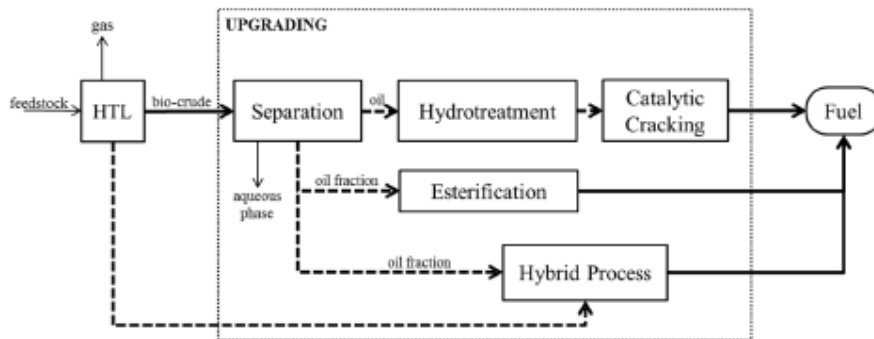 gas
UPGRADING
feedstock
HTL
bio-crude
Separation
oil
Hydrotreatment
Catalytic
Cracking
Fuel
aqueous
phase
oil fraction
Esterification
oil fraction
Hybrid Process